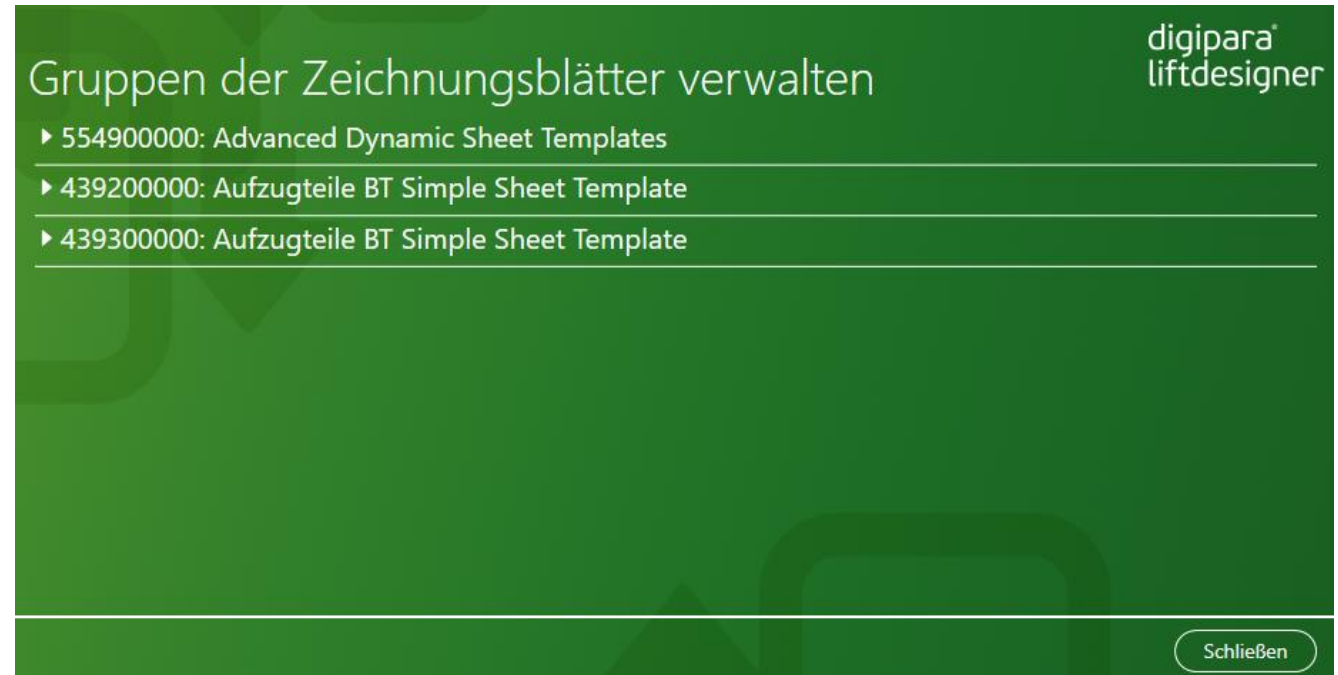 digipara®
liftdesigner
Gruppen der Zeichnungsblätter verwalten
554900000: Advanced Dynamic Sheet Templates
439200000: Aufzugteile BT Simple Sheet Template
439300000: Aufzugteile BT Simple Sheet Template
Schließen